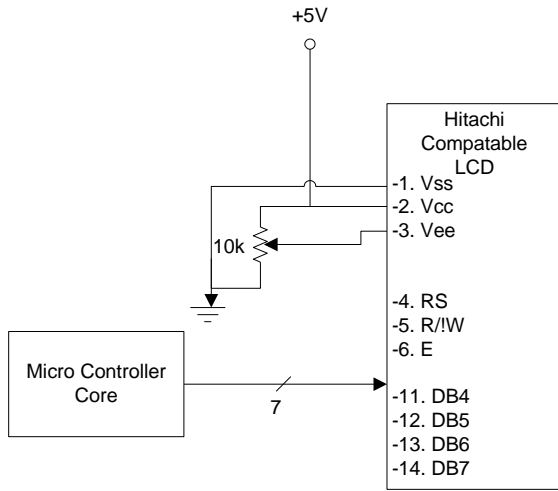 +5V
Hitachi
Compatable
LCD
-1. Vss
-2. Vcc
-3. Vee
10k
-4. RS
-5. R/!W
-6. E
Micro Controller
Core
7
-11. DB4
-12. DB5
-13. DB6
-14. DB7